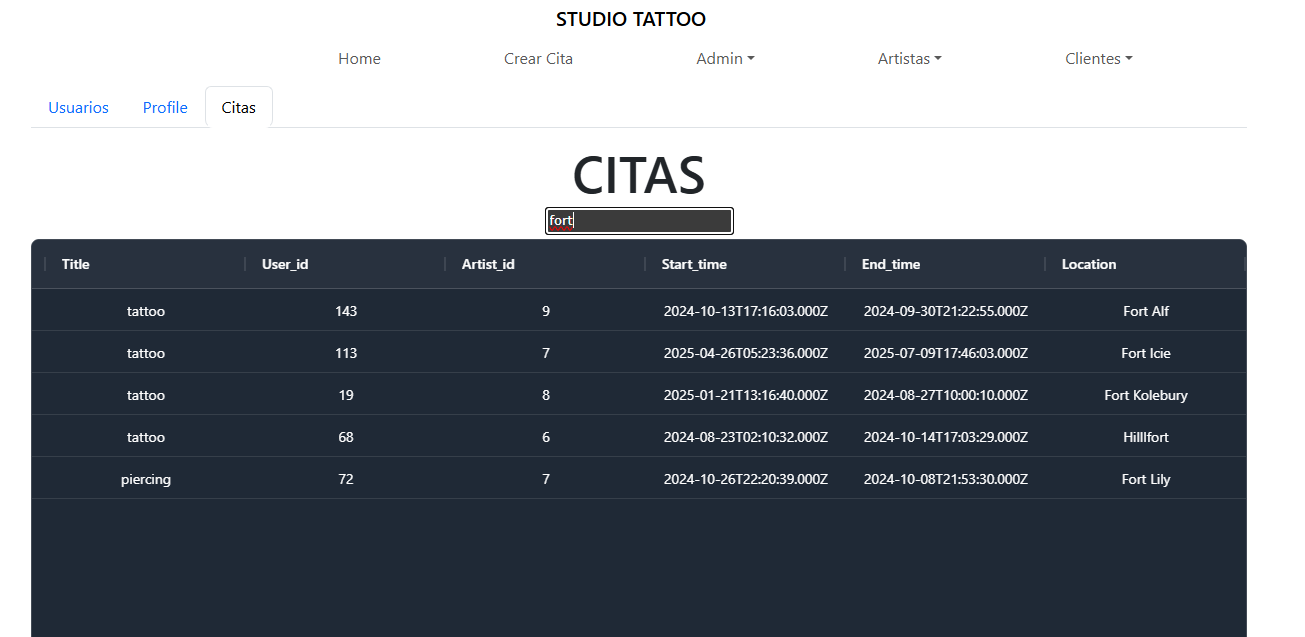 STUDIO TATTOO
Home Crear Cita Admin Artistas Clientes
Usuarios Profile Citas
CITAS
fort
Title User_id Artist_id Start_time End_time Location
tattoo 143 9 2024-10-13T17:16:03.000Z 2024-09-30T21:22:55.000Z Fort Alf
tattoo 113 7 2025-04-26T05:23:36.000Z 2025-07-09T17:46:03.000Z Fort Icie
tattoo 19 8 2025-01-21T13:16:40.000Z 2024-08-27T10:00:10.000Z Fort Kolebury
tattoo 68 6 2024-08-23T02:10:32.000Z 2024-10-14T17:03:29.000Z Hilllfort
piercing 72 7 2024-10-26T22:20:39.000Z 2024-10-08T21:53:30.000Z Fort Lily